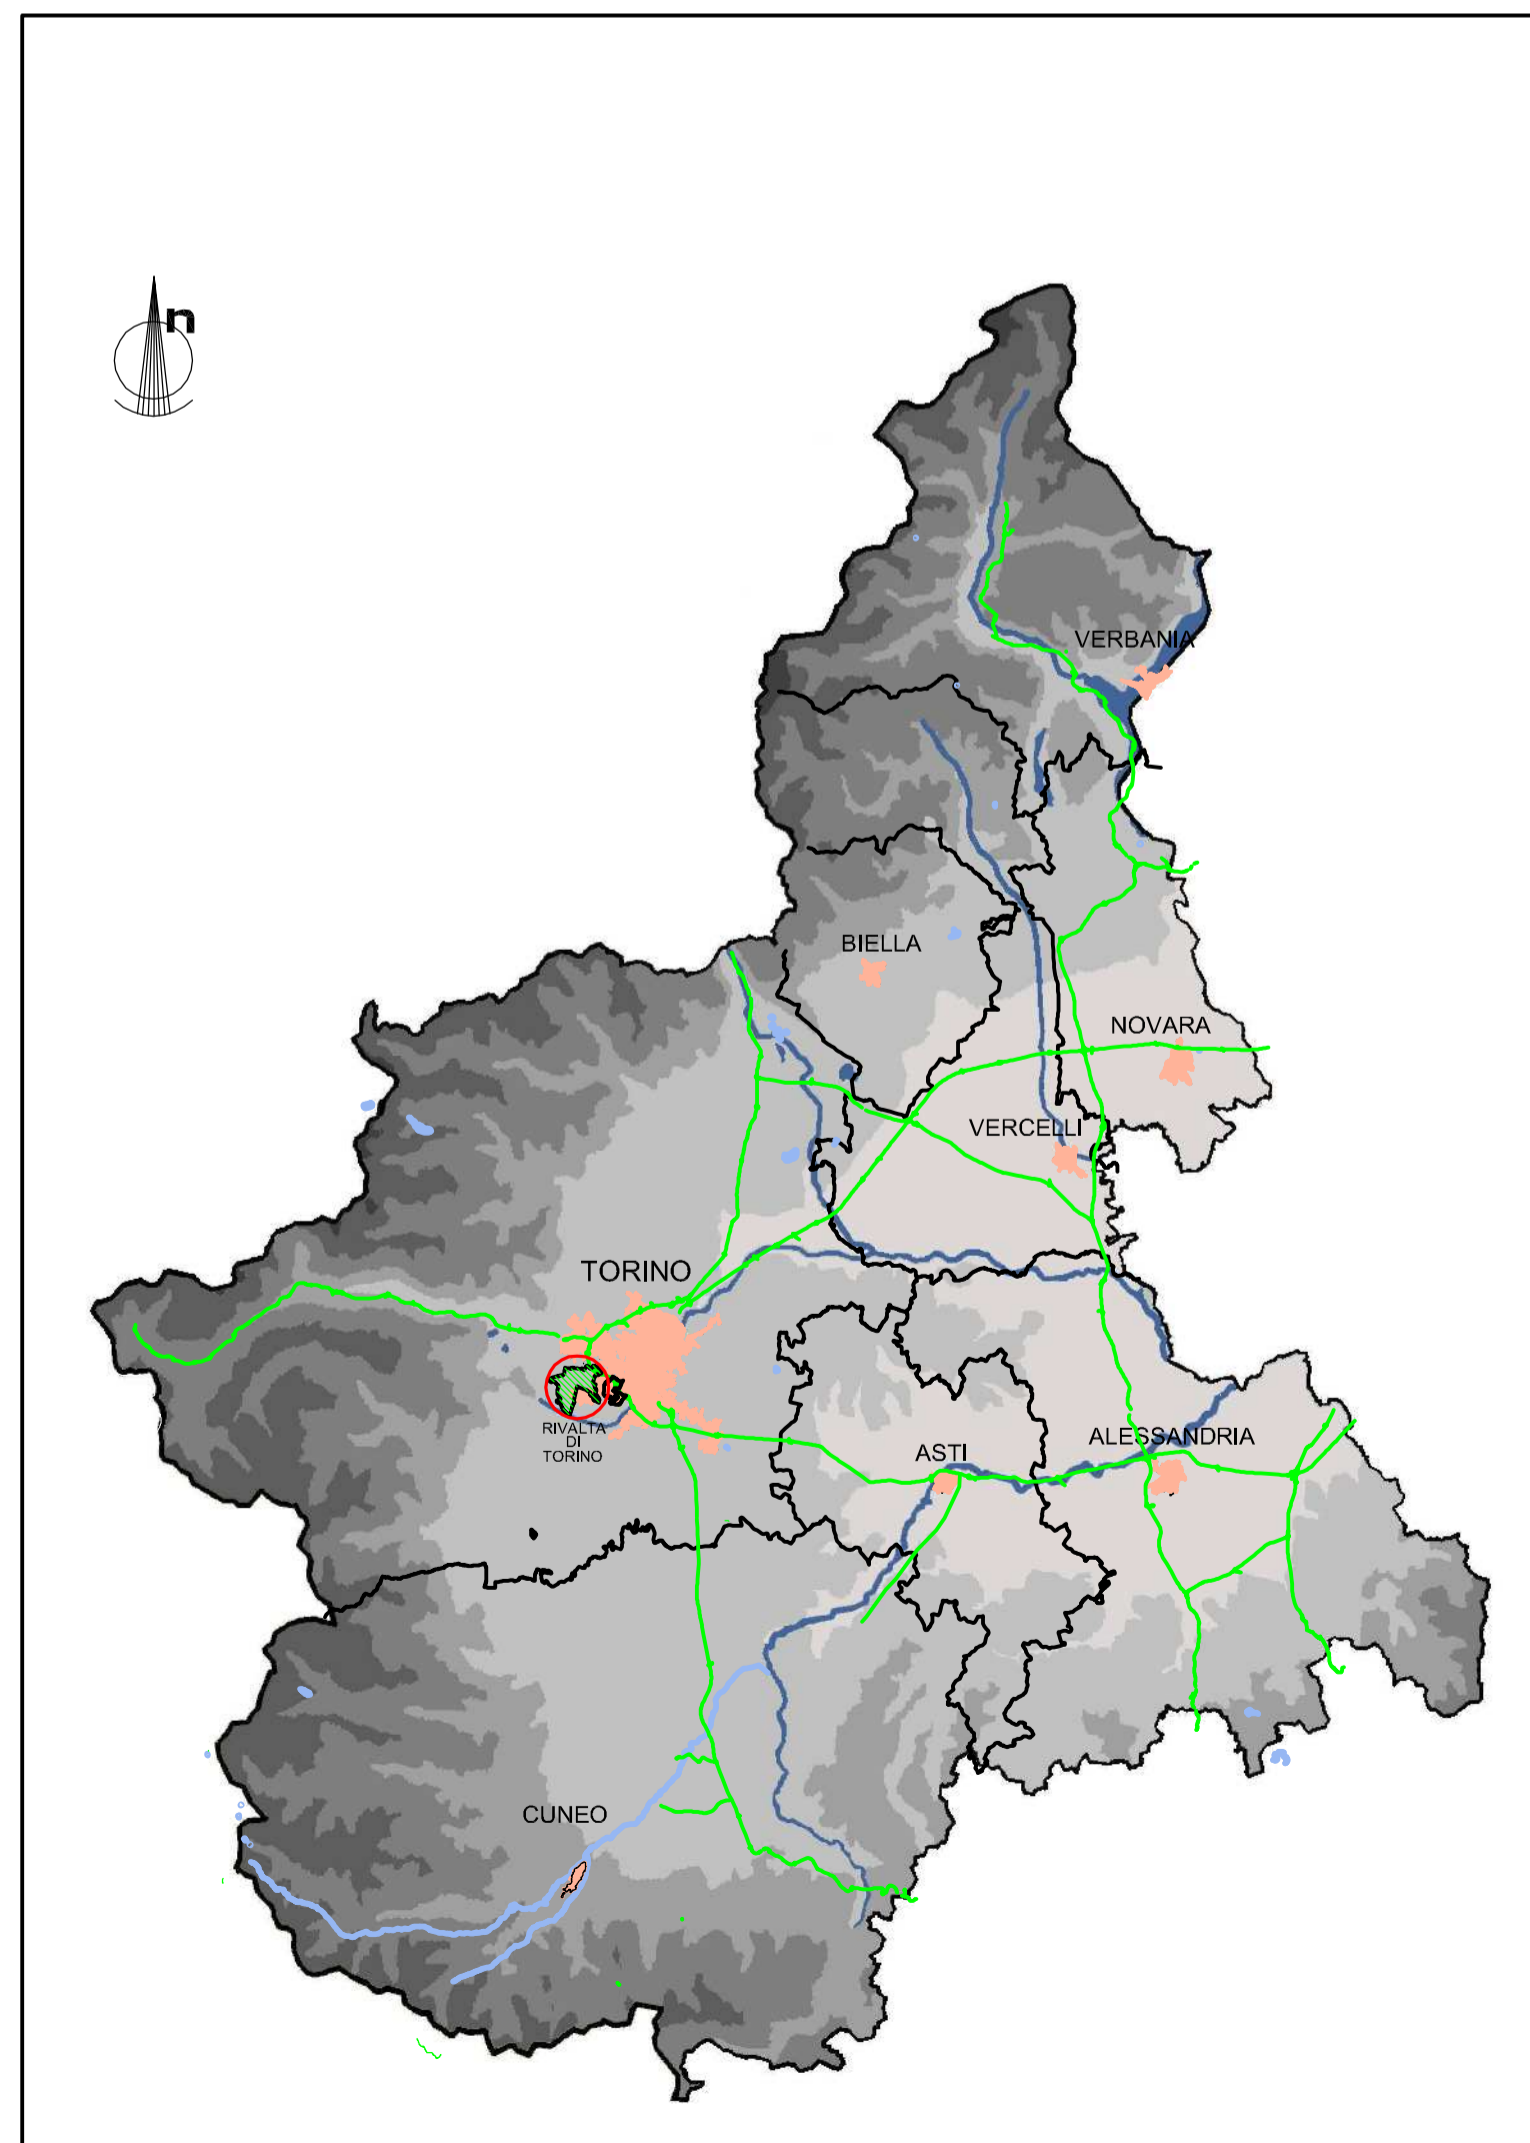 n
VERBANIA
BIELLA
NOVARA
VERCELLI
TORINO
RIVALTA
DI
TORINO
ASTI
ALESSANDRIA
CUNEO